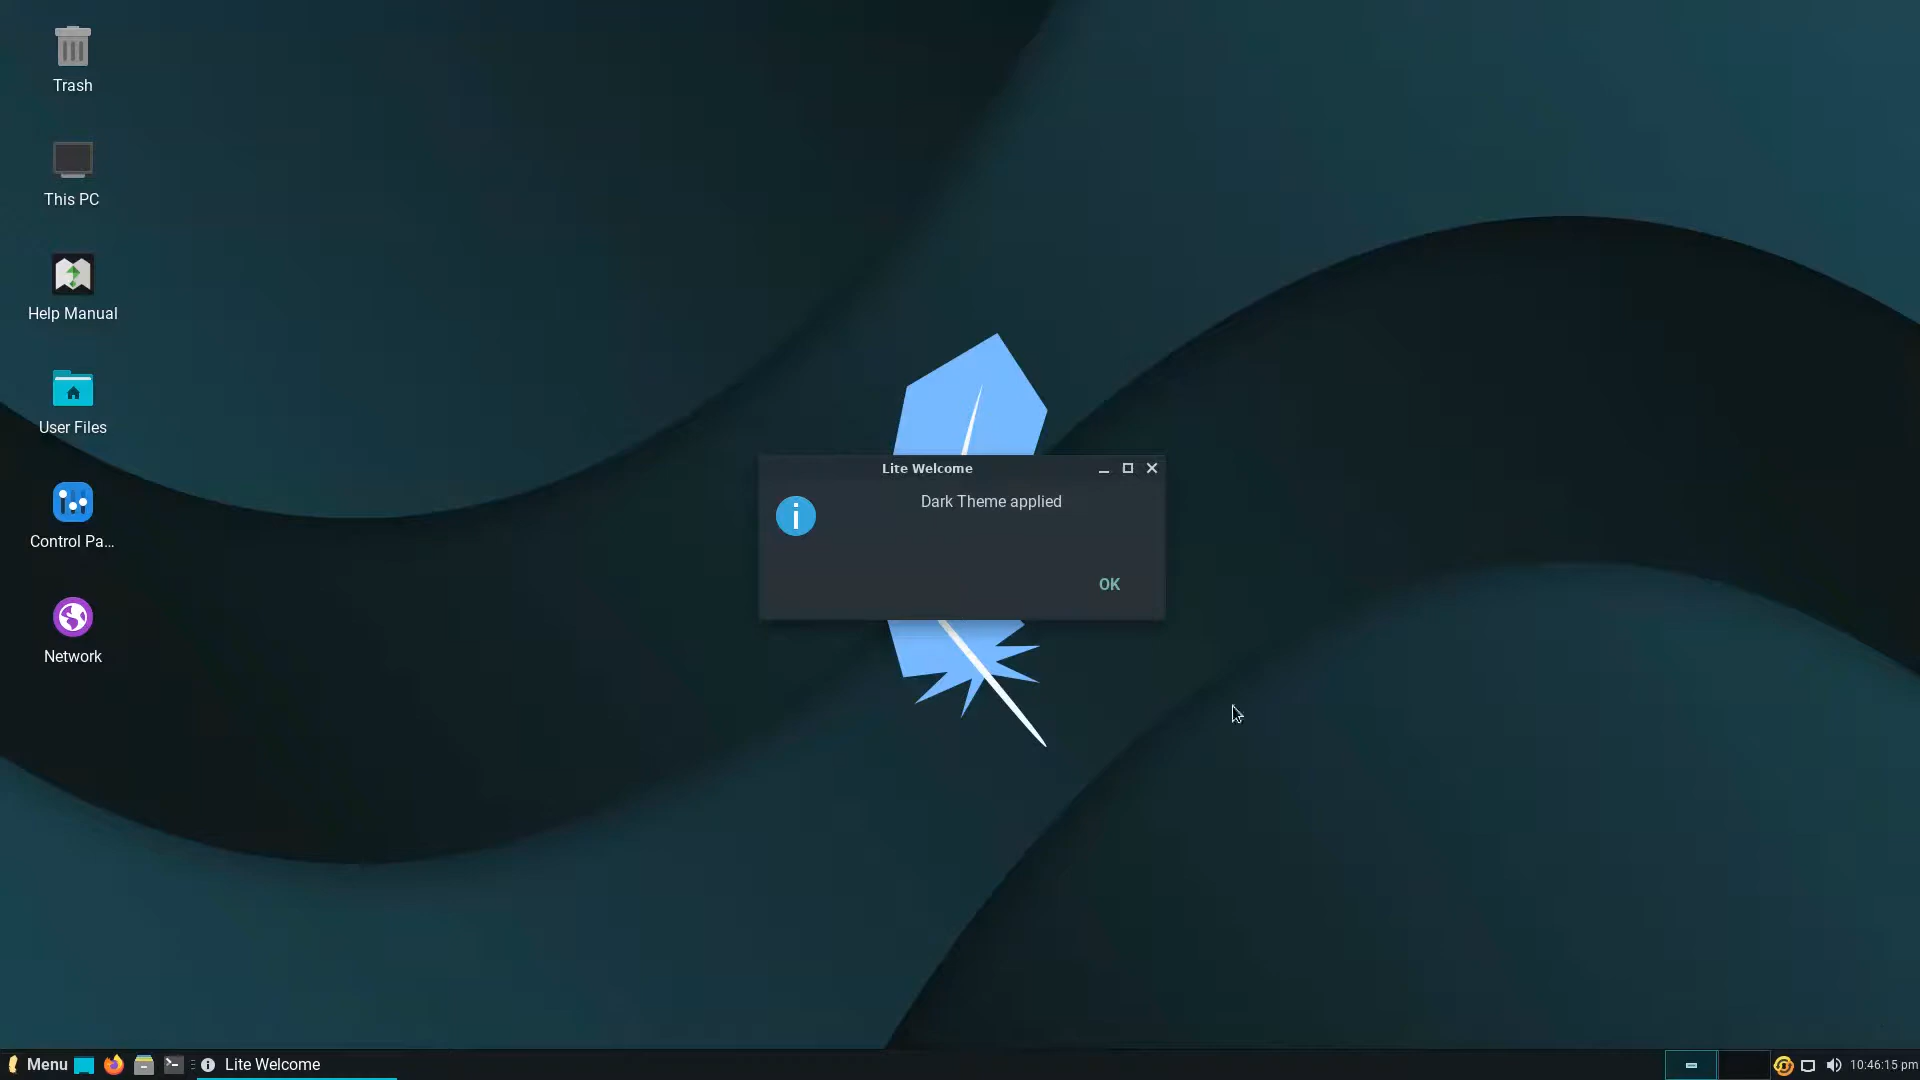 Trash
This PC
Help Manual
User Files
Control Pa...
Network
Lite Welcome
Dark Theme applied
OK
Menu
Lite Welcome
10:46:15 pm